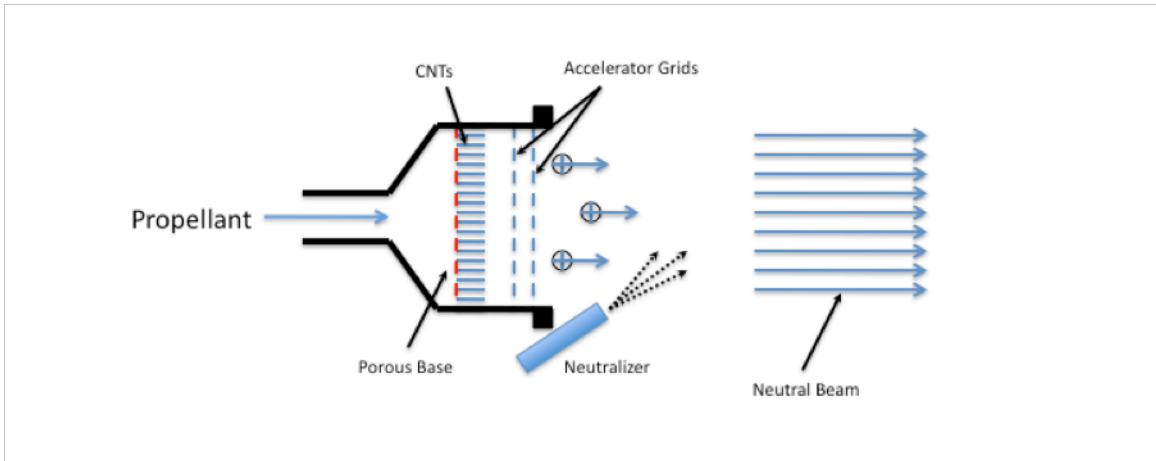 CNTs
Accelerator Grids
Propellant
Porous Base
Neutralizer
Neutral Beam